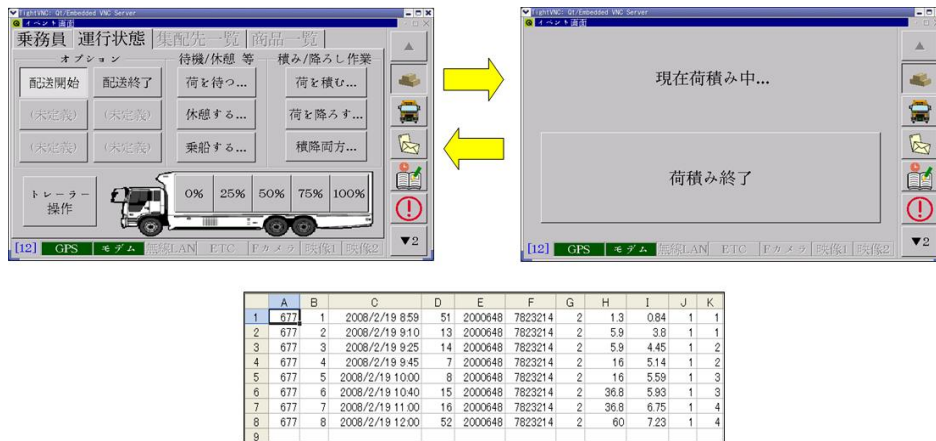 TightVNC: Qt/Embedded VNC Server
イベント画面
乗務員 運行状態 集配先一覧 商品一覧
オプション 待機/休憩 等 積み/降ろし作業
配送開始 配送終了 荷を待つ... 荷を積む...
(未定義) (未定義) 休憩する... 荷を降ろす...
(未定義) (未定義) 乗船する... 積降両方...
トレーラー
操作
0% 25% 50% 75% 100%
▼2
[12] GPS モデム 無線LAN ETC Fカメラ 映像1 映像2
TightVNC: Qt/Embedded VNC Server
イベント画面
現在荷積み中...
荷積み終了
▼2
[12] GPS モデム 無線LAN ETC Fカメラ 映像1 映像2
A B C D E F G H I J K
1 677 1 2008/2/19 8:59 51 2000648 7823214 2 1.3 0.84 1 1
2 677 2 2008/2/19 9:10 13 2000648 7823214 2 5.9 3.8 1 1
3 677 3 2008/2/19 9:25 14 2000648 7823214 2 5.9 4.45 1 2
4 677 4 2008/2/19 9:45 7 2000648 7823214 2 16 5.14 1 2
5 677 5 2008/2/19 10:00 8 2000648 7823214 2 16 5.59 1 3
6 677 6 2008/2/19 10:40 15 2000648 7823214 2 36.8 5.93 1 3
7 677 7 2008/2/19 11:00 16 2000648 7823214 2 36.8 6.75 1 4
8 677 8 2008/2/19 12:00 52 2000648 7823214 2 60 7.23 1 4
9